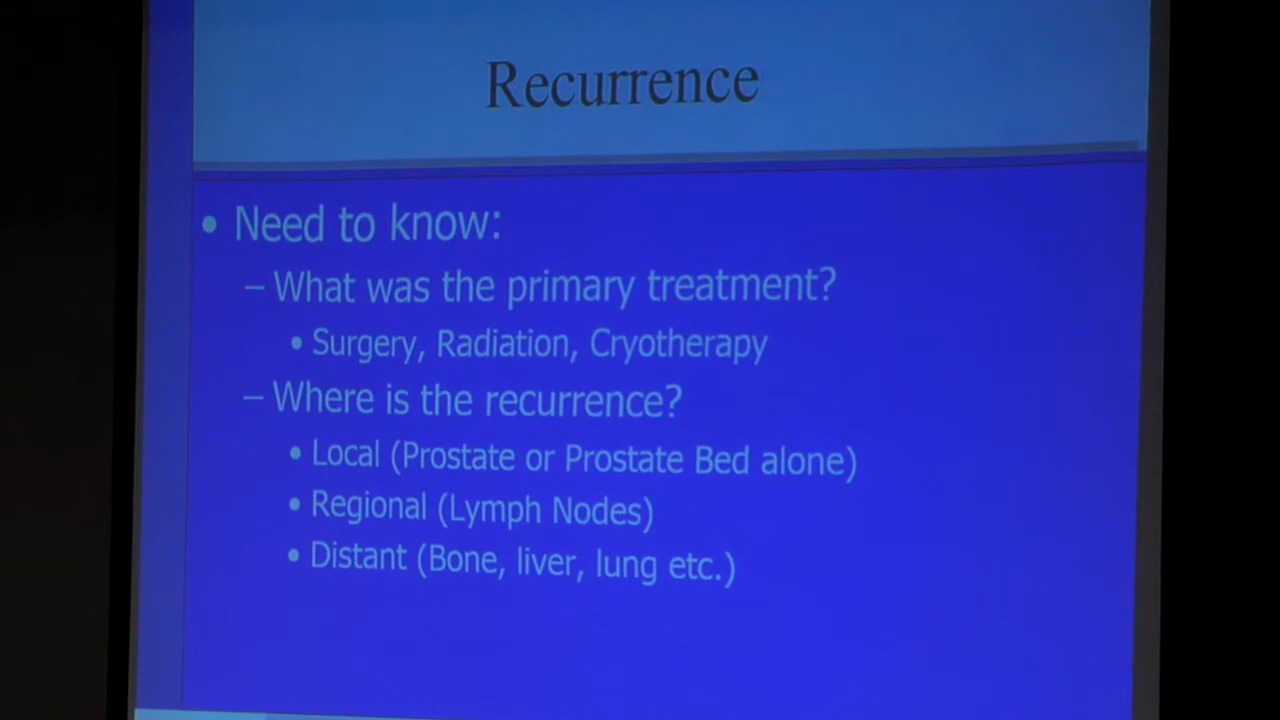 Recurrence
• Need to know:
– What was the primary treatment?
• Surgery, Radiation, Cryotherapy
– Where is the recurrence?
• Local (Prostate or Prostate Bed alone)
• Regional (Lymph Nodes)
• Distant (Bone, liver, lung etc.)